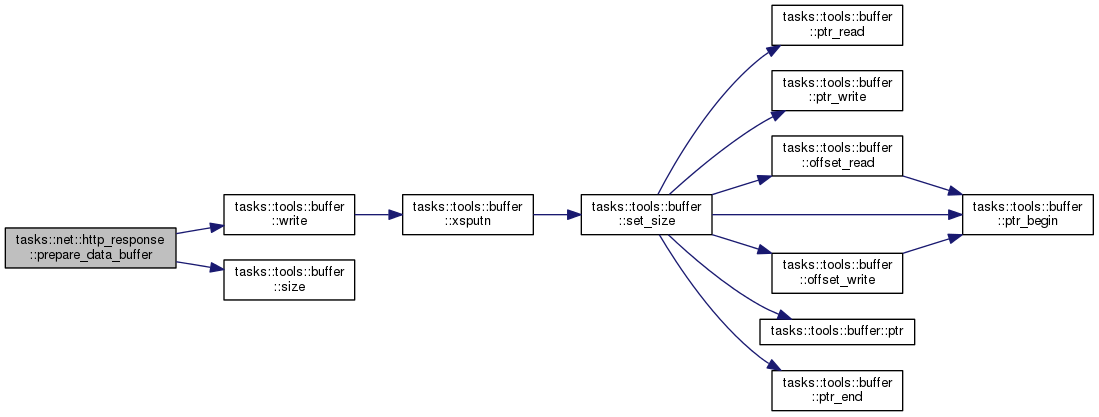 tasks::net::http_response
::prepare_data_buffer
tasks::tools::buffer
::write
tasks::tools::buffer
::size
tasks::tools::buffer
::xsputn
tasks::tools::buffer
::set_size
tasks::tools::buffer
::ptr_read
tasks::tools::buffer
::ptr_write
tasks::tools::buffer
::offset_read
tasks::tools::buffer
::offset_write
tasks::tools::buffer::ptr
tasks::tools::buffer
::ptr_end
tasks::tools::buffer
::ptr_begin